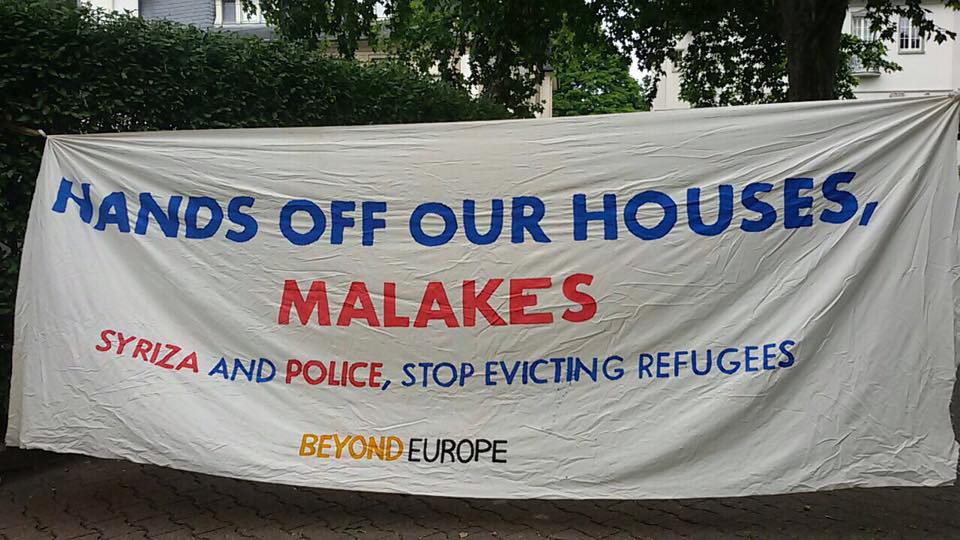 HANDS OFF OUR HOUSES,
MALAKES
SYRIZA AND POLICE, STOP EVICTING REFUGEES
BEYOND EUROPE